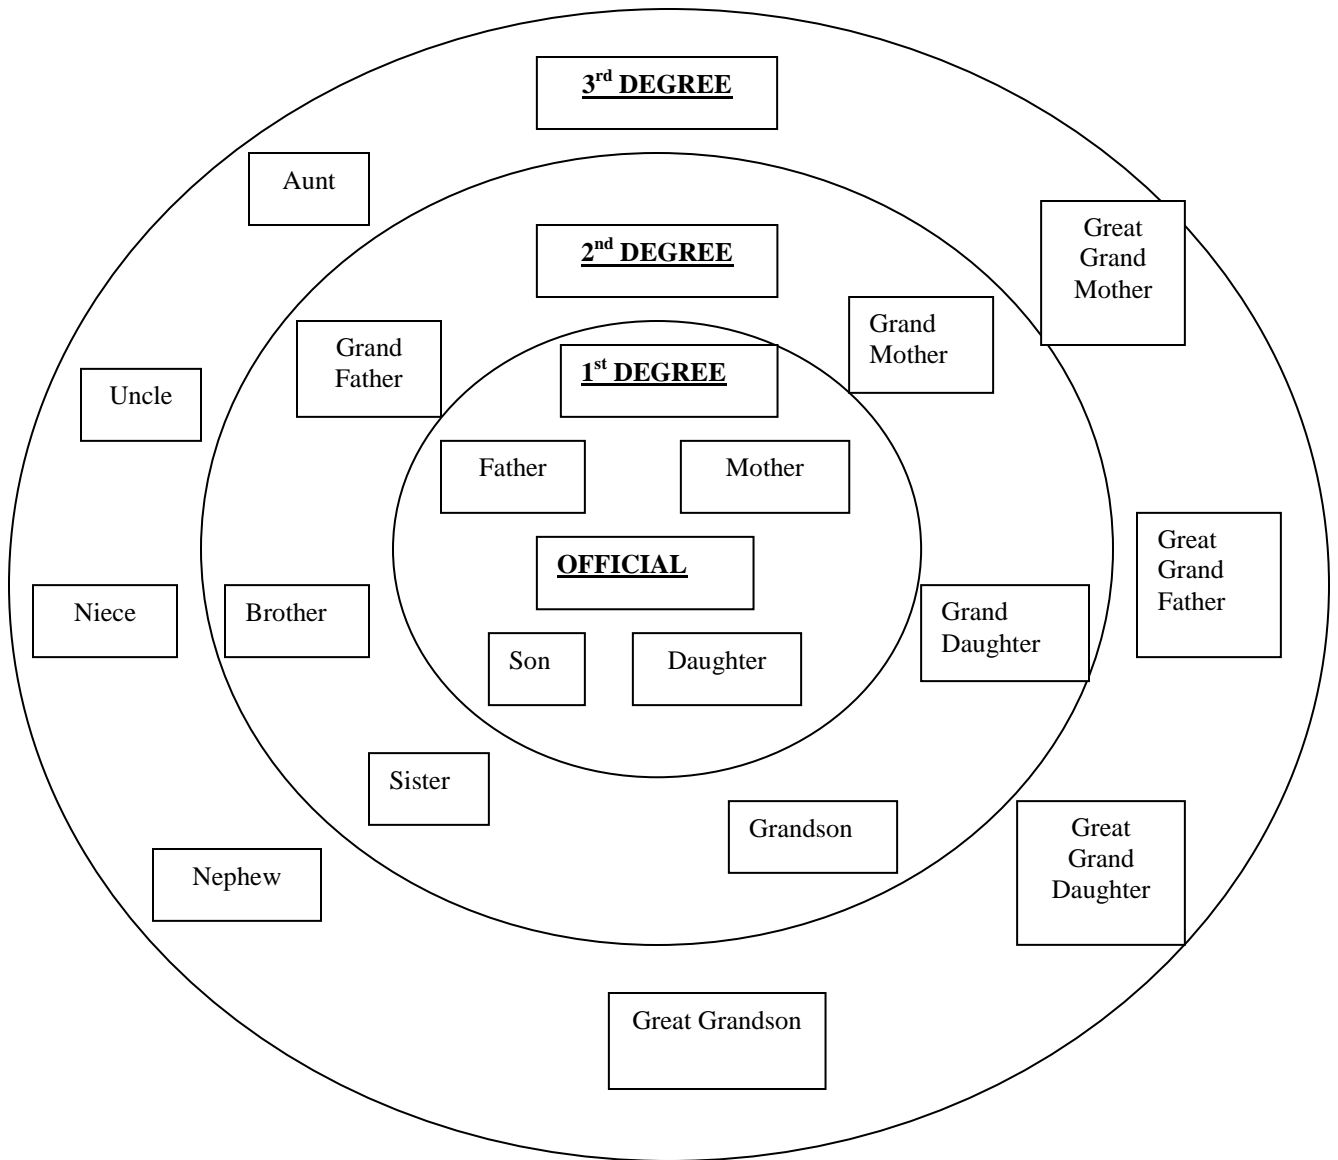 3rd DEGREE
Aunt
2nd DEGREE
Great
Grand
Mother
Grand
Father
Grand
Mother
1st DEGREE
Uncle
Father
Mother
OFFICIAL
Great
Grand
Father
Niece
Brother
Grand
Daughter
Son
Daughter
Sister
Grandson
Great
Grand
Daughter
Nephew
Great Grandson